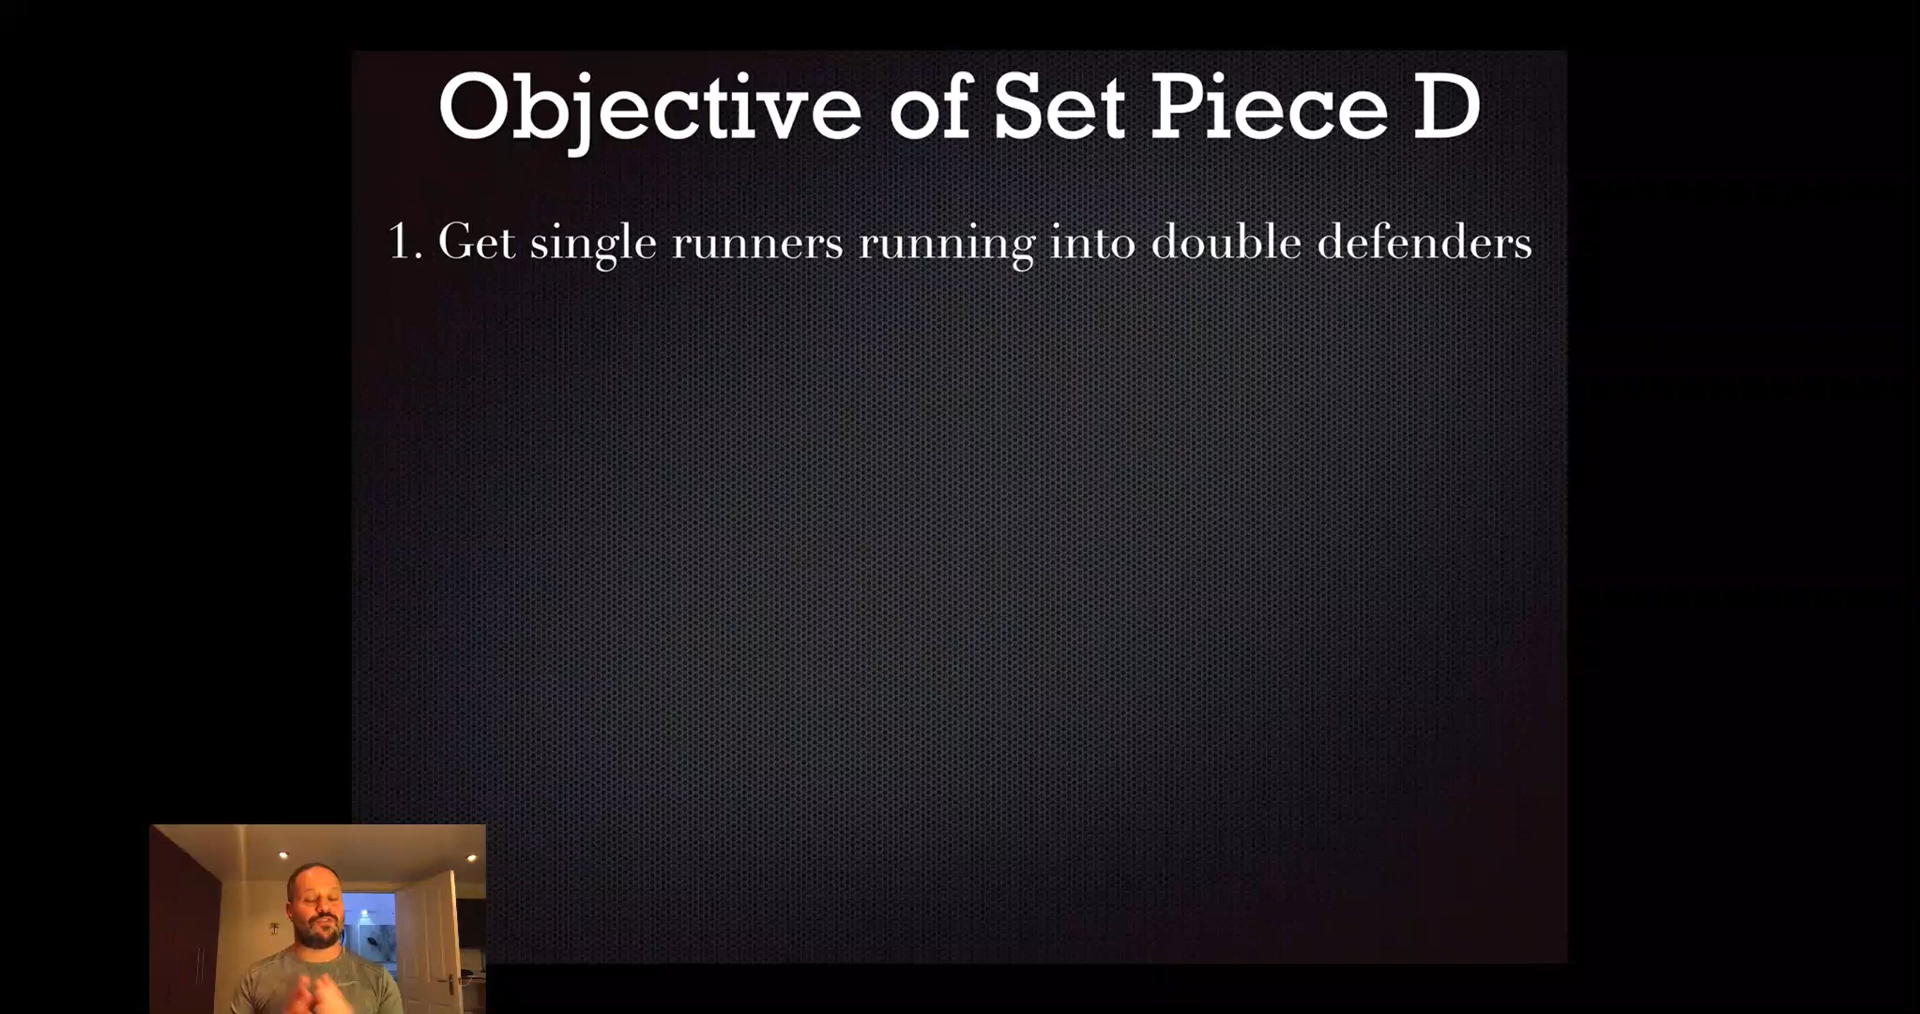 Objective of Set Piece D
1. Get single runners running into double defenders